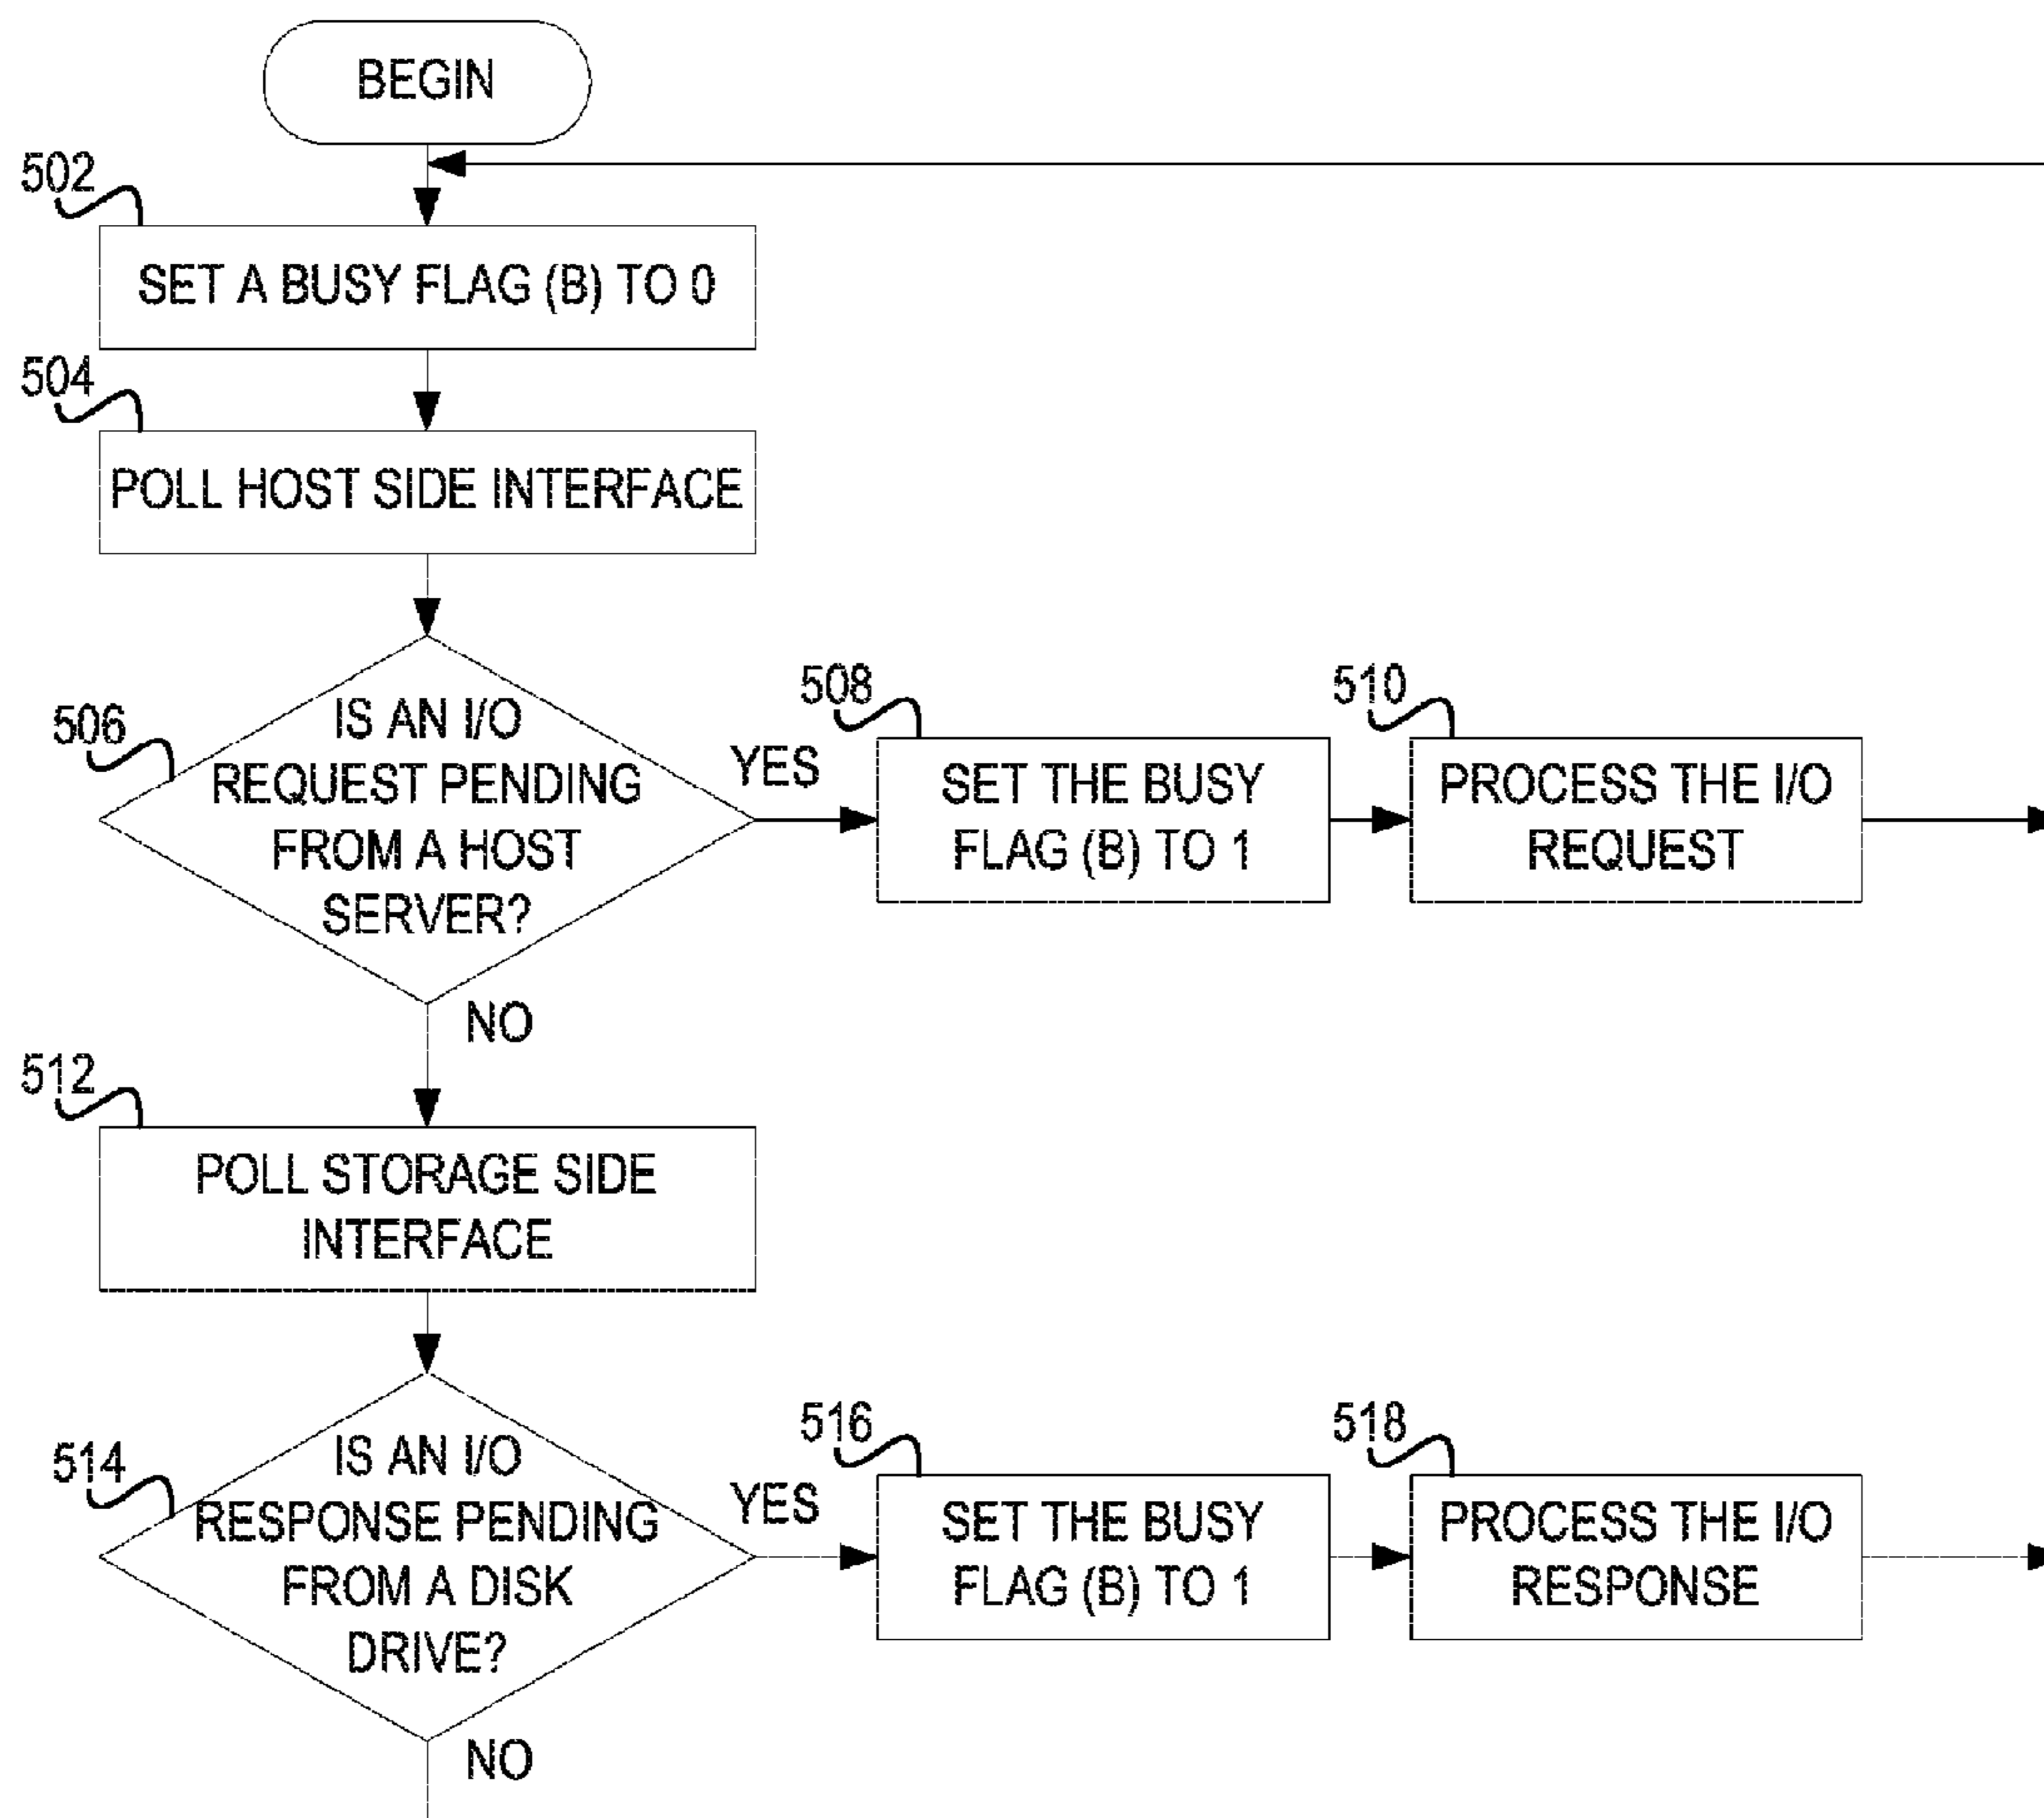 BEGIN
502
SET A BUSY FLAG (B) TO 0
504
POLL HOST SIDE INTERFACE
506
IS AN I/O
REQUEST PENDING
FROM A HOST
SERVER?
YES
508
SET THE BUSY
FLAG (B) TO 1
510
PROCESS THE I/O
REQUEST
NO
512
POLL STORAGE SIDE
INTERFACE
514
IS AN I/O
RESPONSE PENDING
FROM A DISK
DRIVE?
YES
516
SET THE BUSY
FLAG (B) TO 1
518
PROCESS THE I/O
RESPONSE
NO